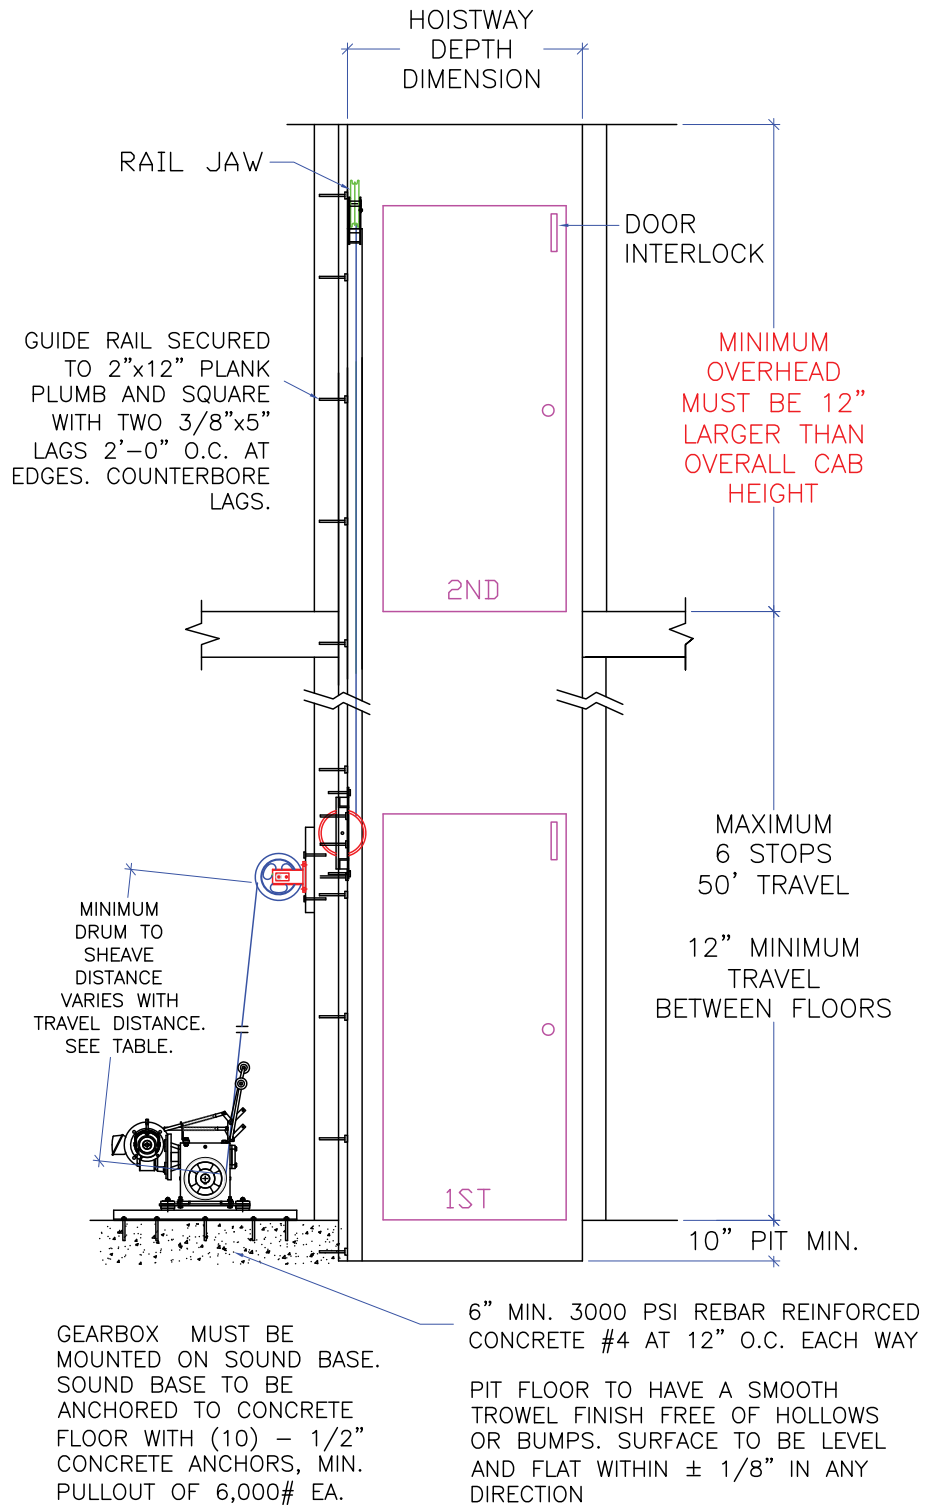 HOISTWAY
DEPTH
DIMENSION
RAIL JAW
DOOR
INTERLOCK
GUIDE RAIL SECURED
TO 2"x12" PLANK
PLUMB AND SQUARE
WITH TWO 3/8"x5"
LAGS 2'-0" O.C. AT
EDGES. COUNTERBORE
LAGS.
MINIMUM
OVERHEAD
MUST BE 12"
LARGER THAN
OVERALL CAB
HEIGHT
2ND
MAXIMUM
6 STOPS
50' TRAVEL
12" MINIMUM
TRAVEL
BETWEEN FLOORS
MINIMUM
DRUM TO
SHEAVE
DISTANCE
VARIES WITH
TRAVEL DISTANCE.
SEE TABLE.
1ST
10" PIT MIN.
GEARBOX MUST BE
MOUNTED ON SOUND BASE.
SOUND BASE TO BE
ANCHORED TO CONCRETE
FLOOR WITH (10) - 1/2"
CONCRETE ANCHORS, MIN.
PULLOUT OF 6,000# EA.
6" MIN. 3000 PSI REBAR REINFORCED
CONCRETE #4 AT 12" O.C. EACH WAY
PIT FLOOR TO HAVE A SMOOTH
TROWEL FINISH FREE OF HOLLOWS
OR BUMPS. SURFACE TO BE LEVEL
AND FLAT WITHIN ± 1/8" IN ANY
DIRECTION